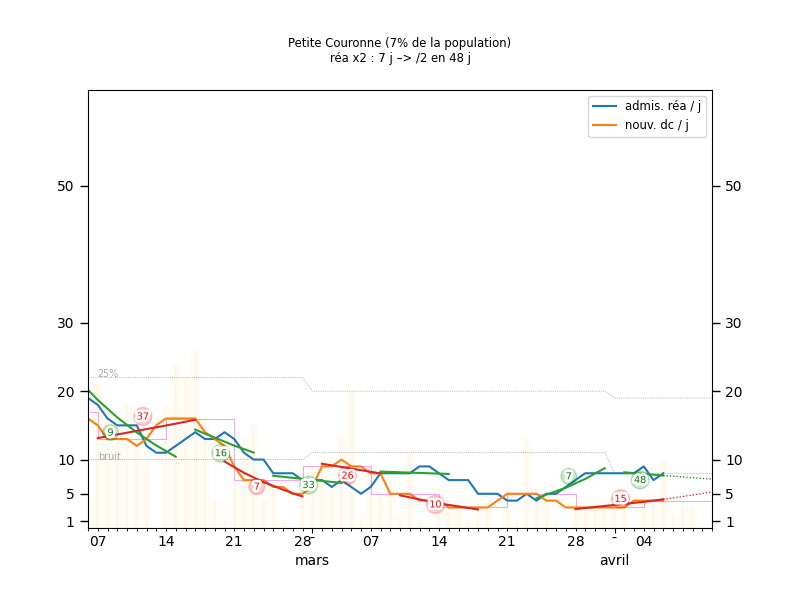 Petite Couronne (7% de la population)
réa x2 : 7 j –> /2 en 48 j
admis. réa / j
nouv. dc / j
50 50
30 30
25%
20 20
37
9
16
bruit
10 10
7
33
26
7
48
5 5
10
15
1 1
07 14 21 28 07 14 21 28 04
mars avril